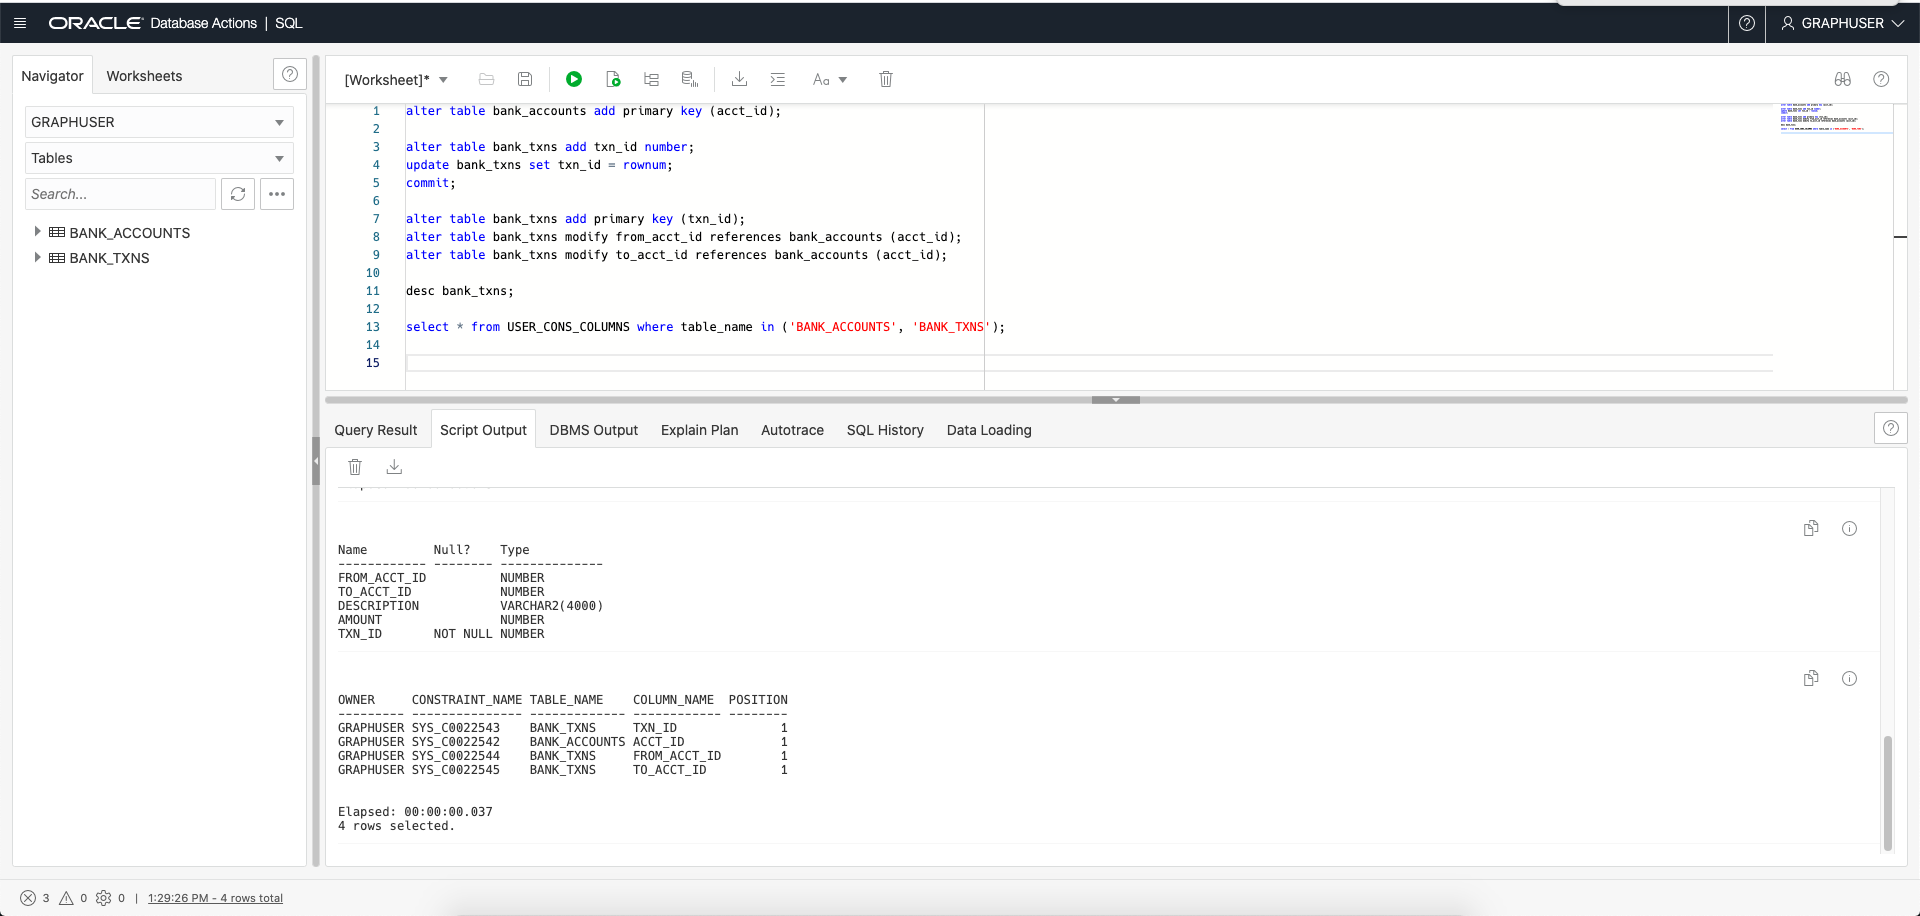 ORACLE Database Actions | SQL
GRAPHUSER
Navigator
Worksheets
GRAPHUSER
Tables
Search...
BANK_ACCOUNTS
BANK_TXNS
[Worksheet]*
Aa
1 alter table bank_accounts add primary key (acct_id);
2
3 alter table bank_txns add txn_id number;
4 update bank_txns set txn_id = rownum;
5 commit;
6
7 alter table bank_txns add primary key (txn_id);
8 alter table bank_txns modify from_acct_id references bank_accounts (acct_id);
9 alter table bank_txns modify to_acct_id references bank_accounts (acct_id);
10
11 desc bank_txns;
12
13 select * from USER_CONS_COLUMNS where table_name in ('BANK_ACCOUNTS', 'BANK_TXNS');
14
15
Query Result
Script Output
DBMS Output
Explain Plan
Autotrace
SQL History
Data Loading
Name Null? Type
------------ -------- --------------
FROM_ACCT_ID NUMBER
TO_ACCT_ID NUMBER
DESCRIPTION VARCHAR2(4000)
AMOUNT NUMBER
TXN_ID NOT NULL NUMBER
OWNER CONSTRAINT_NAME TABLE_NAME COLUMN_NAME POSITION
--------- --------------- ------------- ------------ --------
GRAPHUSER SYS_C0022543 BANK_TXNS TXN_ID 1
GRAPHUSER SYS_C0022542 BANK_ACCOUNTS ACCT_ID 1
GRAPHUSER SYS_C0022544 BANK_TXNS FROM_ACCT_ID 1
GRAPHUSER SYS_C0022545 BANK_TXNS TO_ACCT_ID 1
Elapsed: 00:00:00.037
4 rows selected.
3 0 0 | 1:29:26 PM - 4 rows total